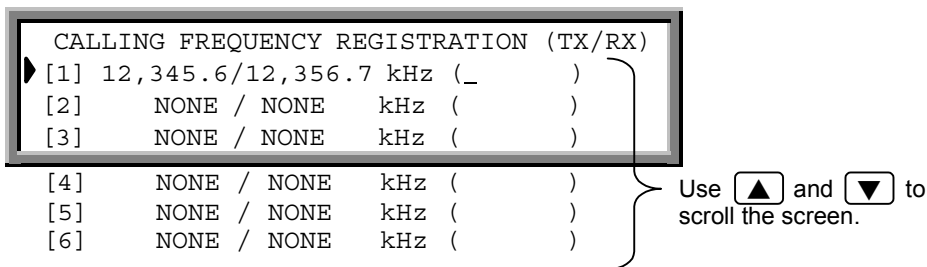 CALLING FREQUENCY REGISTRATION (TX/RX)
[1] 12,345.6/12,356.7 kHz (_ )
[2] NONE / NONE kHz ( )
[3] NONE / NONE kHz ( )
[4] NONE / NONE kHz ( )
[5] NONE / NONE kHz ( )
[6] NONE / NONE kHz ( )
Use ▲ and ▼ to
scroll the screen.